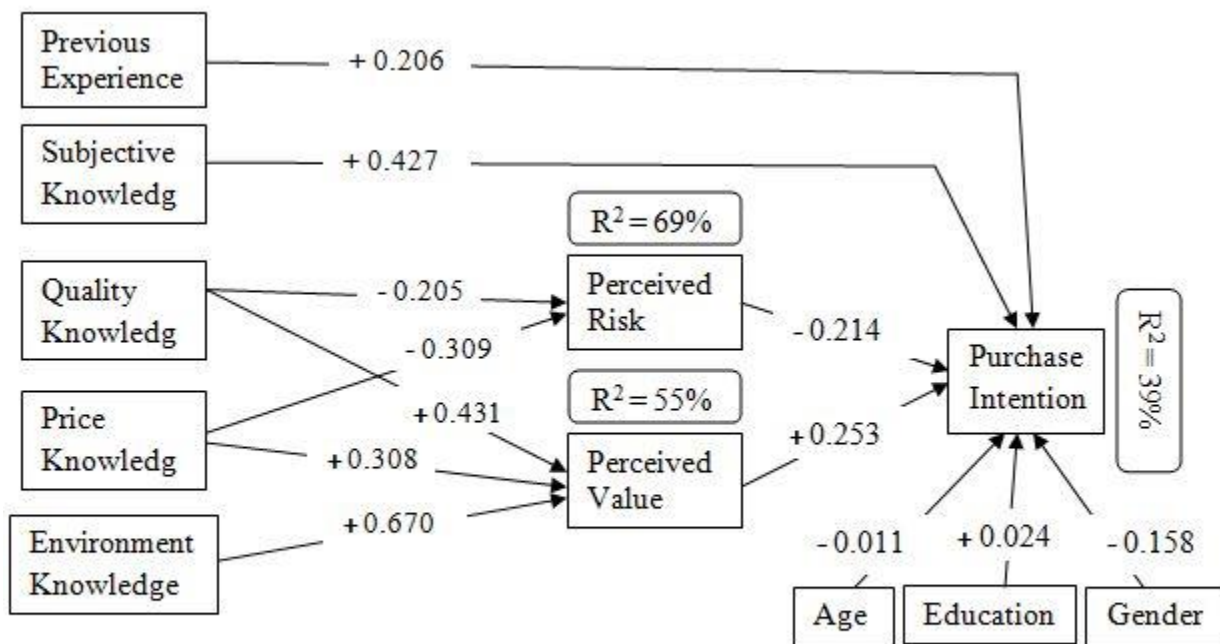 Previous
Experience
+ 0.206
Subjective
Knowledg
+ 0.427
R² = 69%
Quality
Knowledg
- 0.205
Perceived
Risk
- 0.309
- 0.214
Purchase
Intention
R² = 39%
Price
Knowledg
+0.431
R² = 55%
+0.308
Perceived
Value
+0.253
Environment
Knowledge
+0.670
- 0.011
+ 0.024
- 0.158
Age
Education
Gender